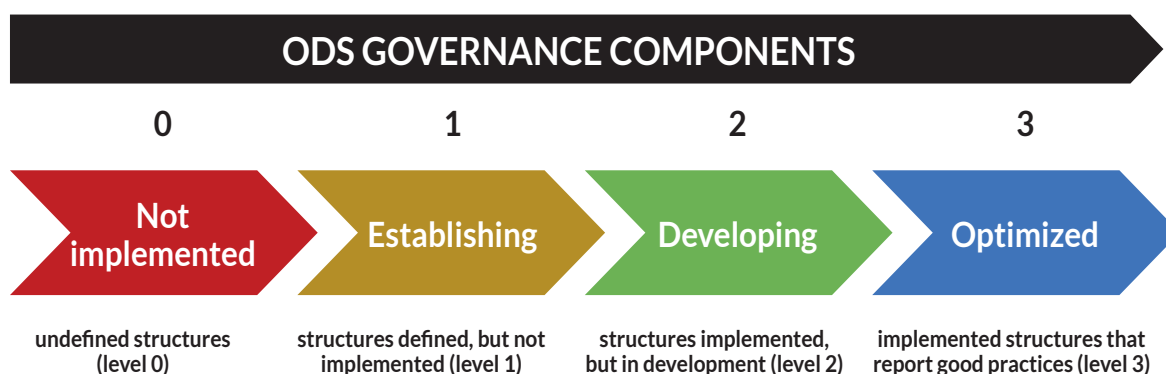 ODS GOVERNANCE COMPONENTS
0
1
2
3
Not
implemented
Establishing
Developing
Optimized
undefined structures
(level 0)
structures defined, but not
implemented (level 1)
structures implemented,
but in development (level 2)
implemented structures that
report good practices (level 3)